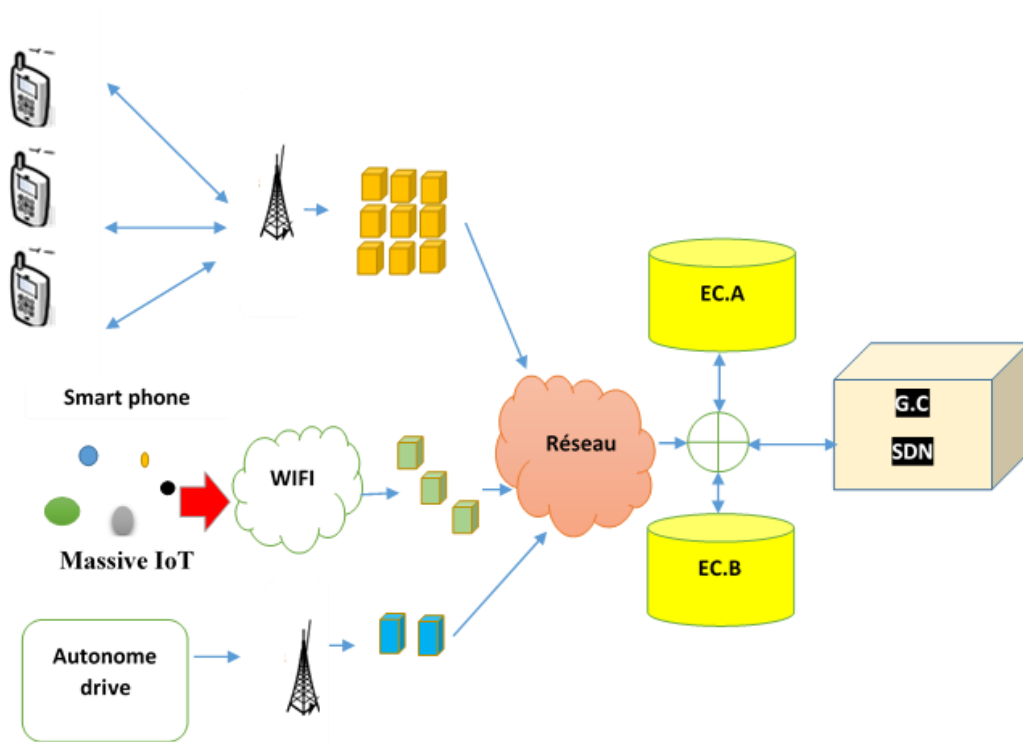 Smart phone
Massive IoT
WIFI
Autonome
drive
Réseau
EC.A
EC.B
G.C
SDN